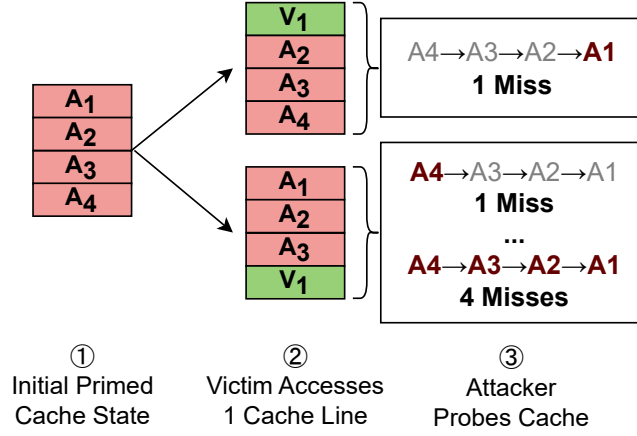 A1
A2
A3
A4
V1
A2
A3
A4
A1
A2
A3
V1
A4→A3→A2→A1
1 Miss
A4→A3→A2→A1
1 Miss
...
A4→A3→A2→A1
4 Misses
①
Initial Primed
Cache State
②
Victim Accesses
1 Cache Line
③
Attacker
Probes Cache